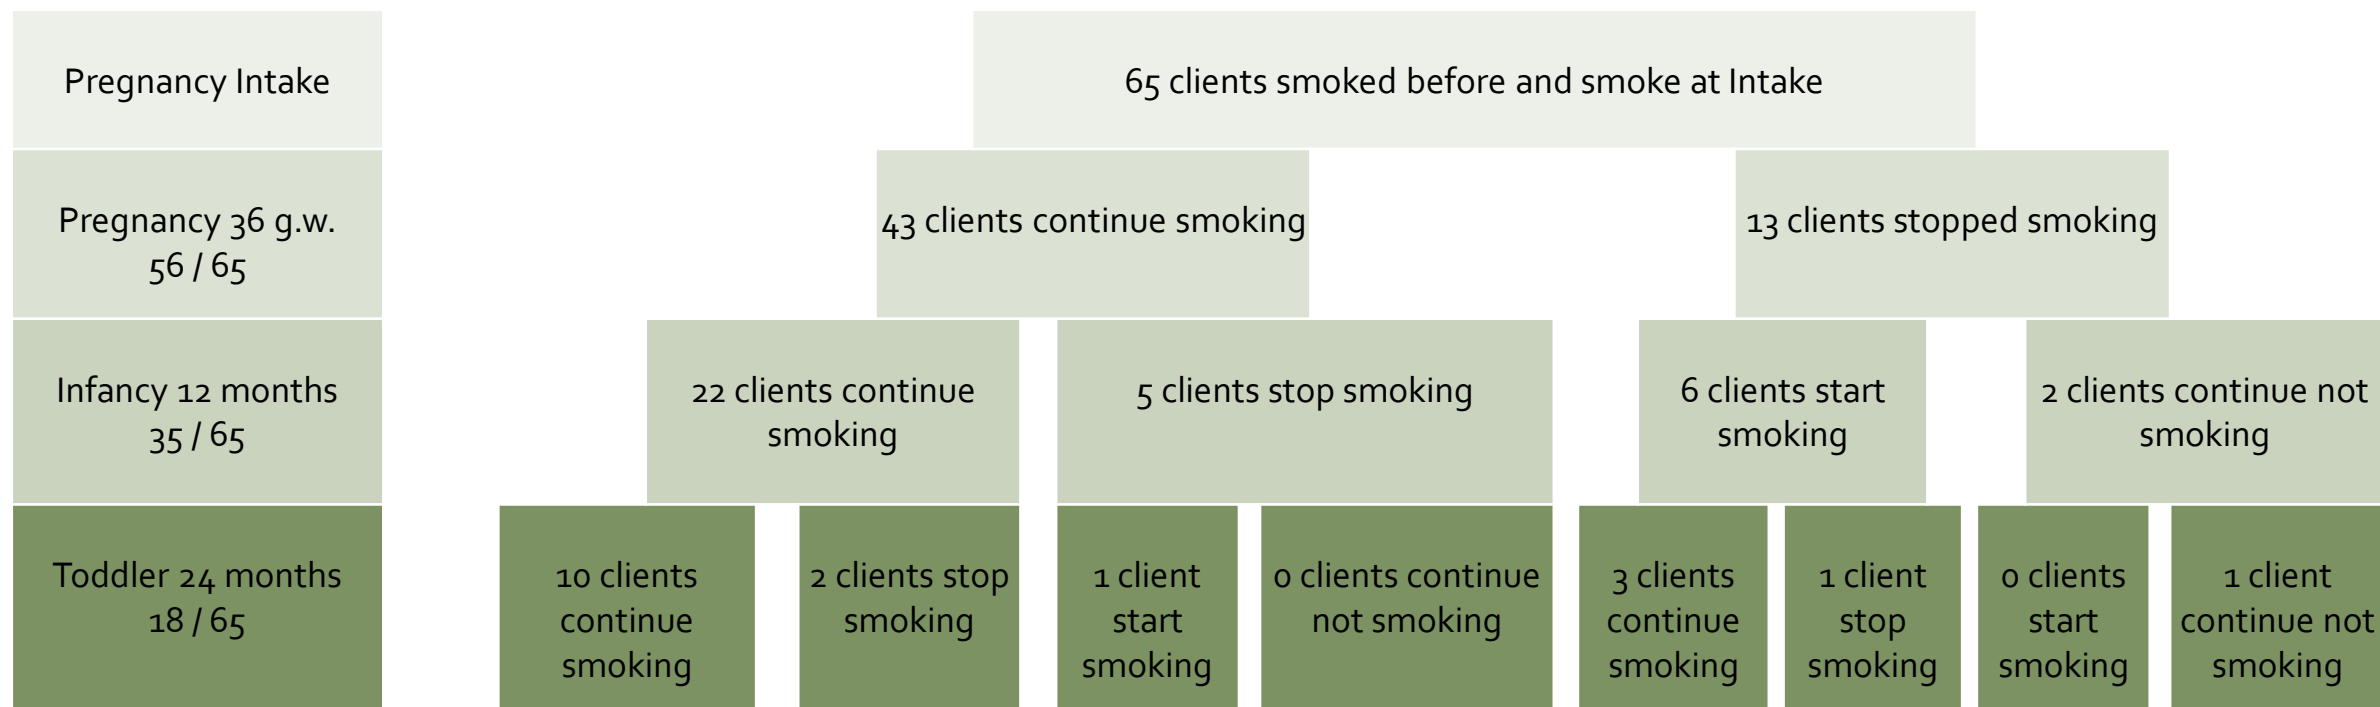 Pregnancy Intake
65 clients smoked before and smoke at Intake
Pregnancy 36 g.w.
56 / 65
43 clients continue smoking
13 clients stopped smoking
Infancy 12 months
35 / 65
22 clients continue
smoking
5 clients stop smoking
6 clients start
smoking
2 clients continue not
smoking
Toddler 24 months
18 / 65
10 clients
continue
smoking
2 clients stop
smoking
1 client
start
smoking
0 clients continue
not smoking
3 clients
continue
smoking
1 client
stop
smoking
0 clients
start
smoking
1 client
continue not
smoking